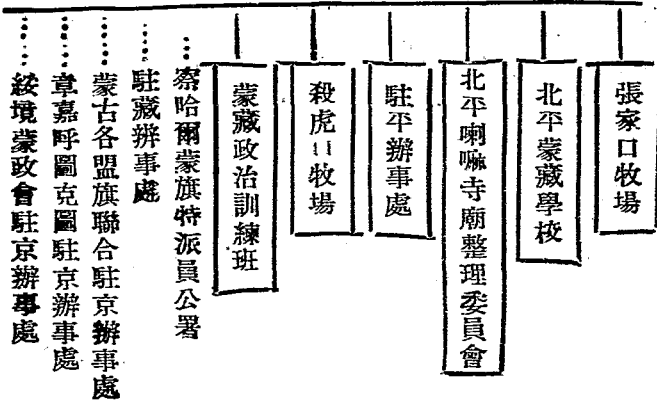 張家口牧場
北平蒙藏學校
北平喇嘛寺廟整理委員會
駐平辦事處
殺虎口牧場
蒙藏政治訓練班
察哈爾蒙旗特派員公署
駐藏辦事處
蒙古各盟旗聯合駐京辦事處
章嘉呼圖克圖駐京辦事處
綏境蒙政會駐京辦事處